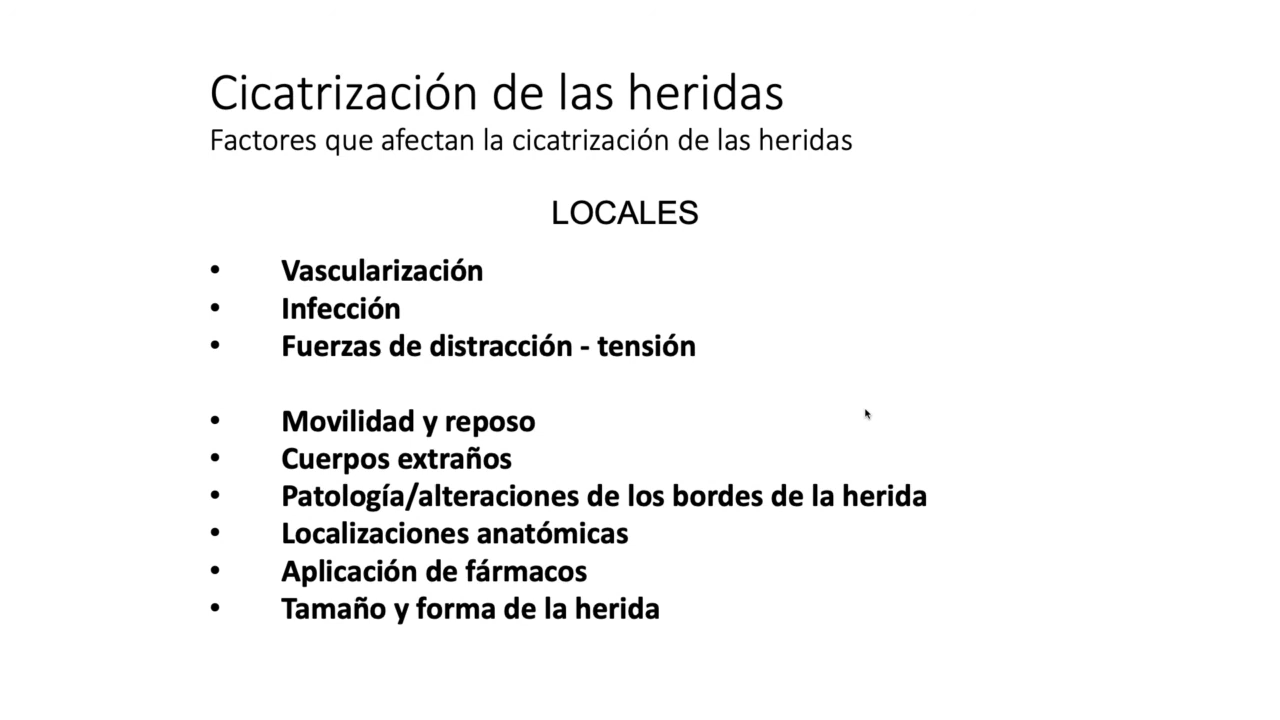 Cicatrización de las heridas
Factores que afectan la cicatrización de las heridas
LOCALES
• Vascularización
• Infección
• Fuerzas de distracción - tensión
• Movilidad y reposo
• Cuerpos extraños
• Patología/alteraciones de los bordes de la herida
• Localizaciones anatómicas
• Aplicación de fármacos
• Tamaño y forma de la herida